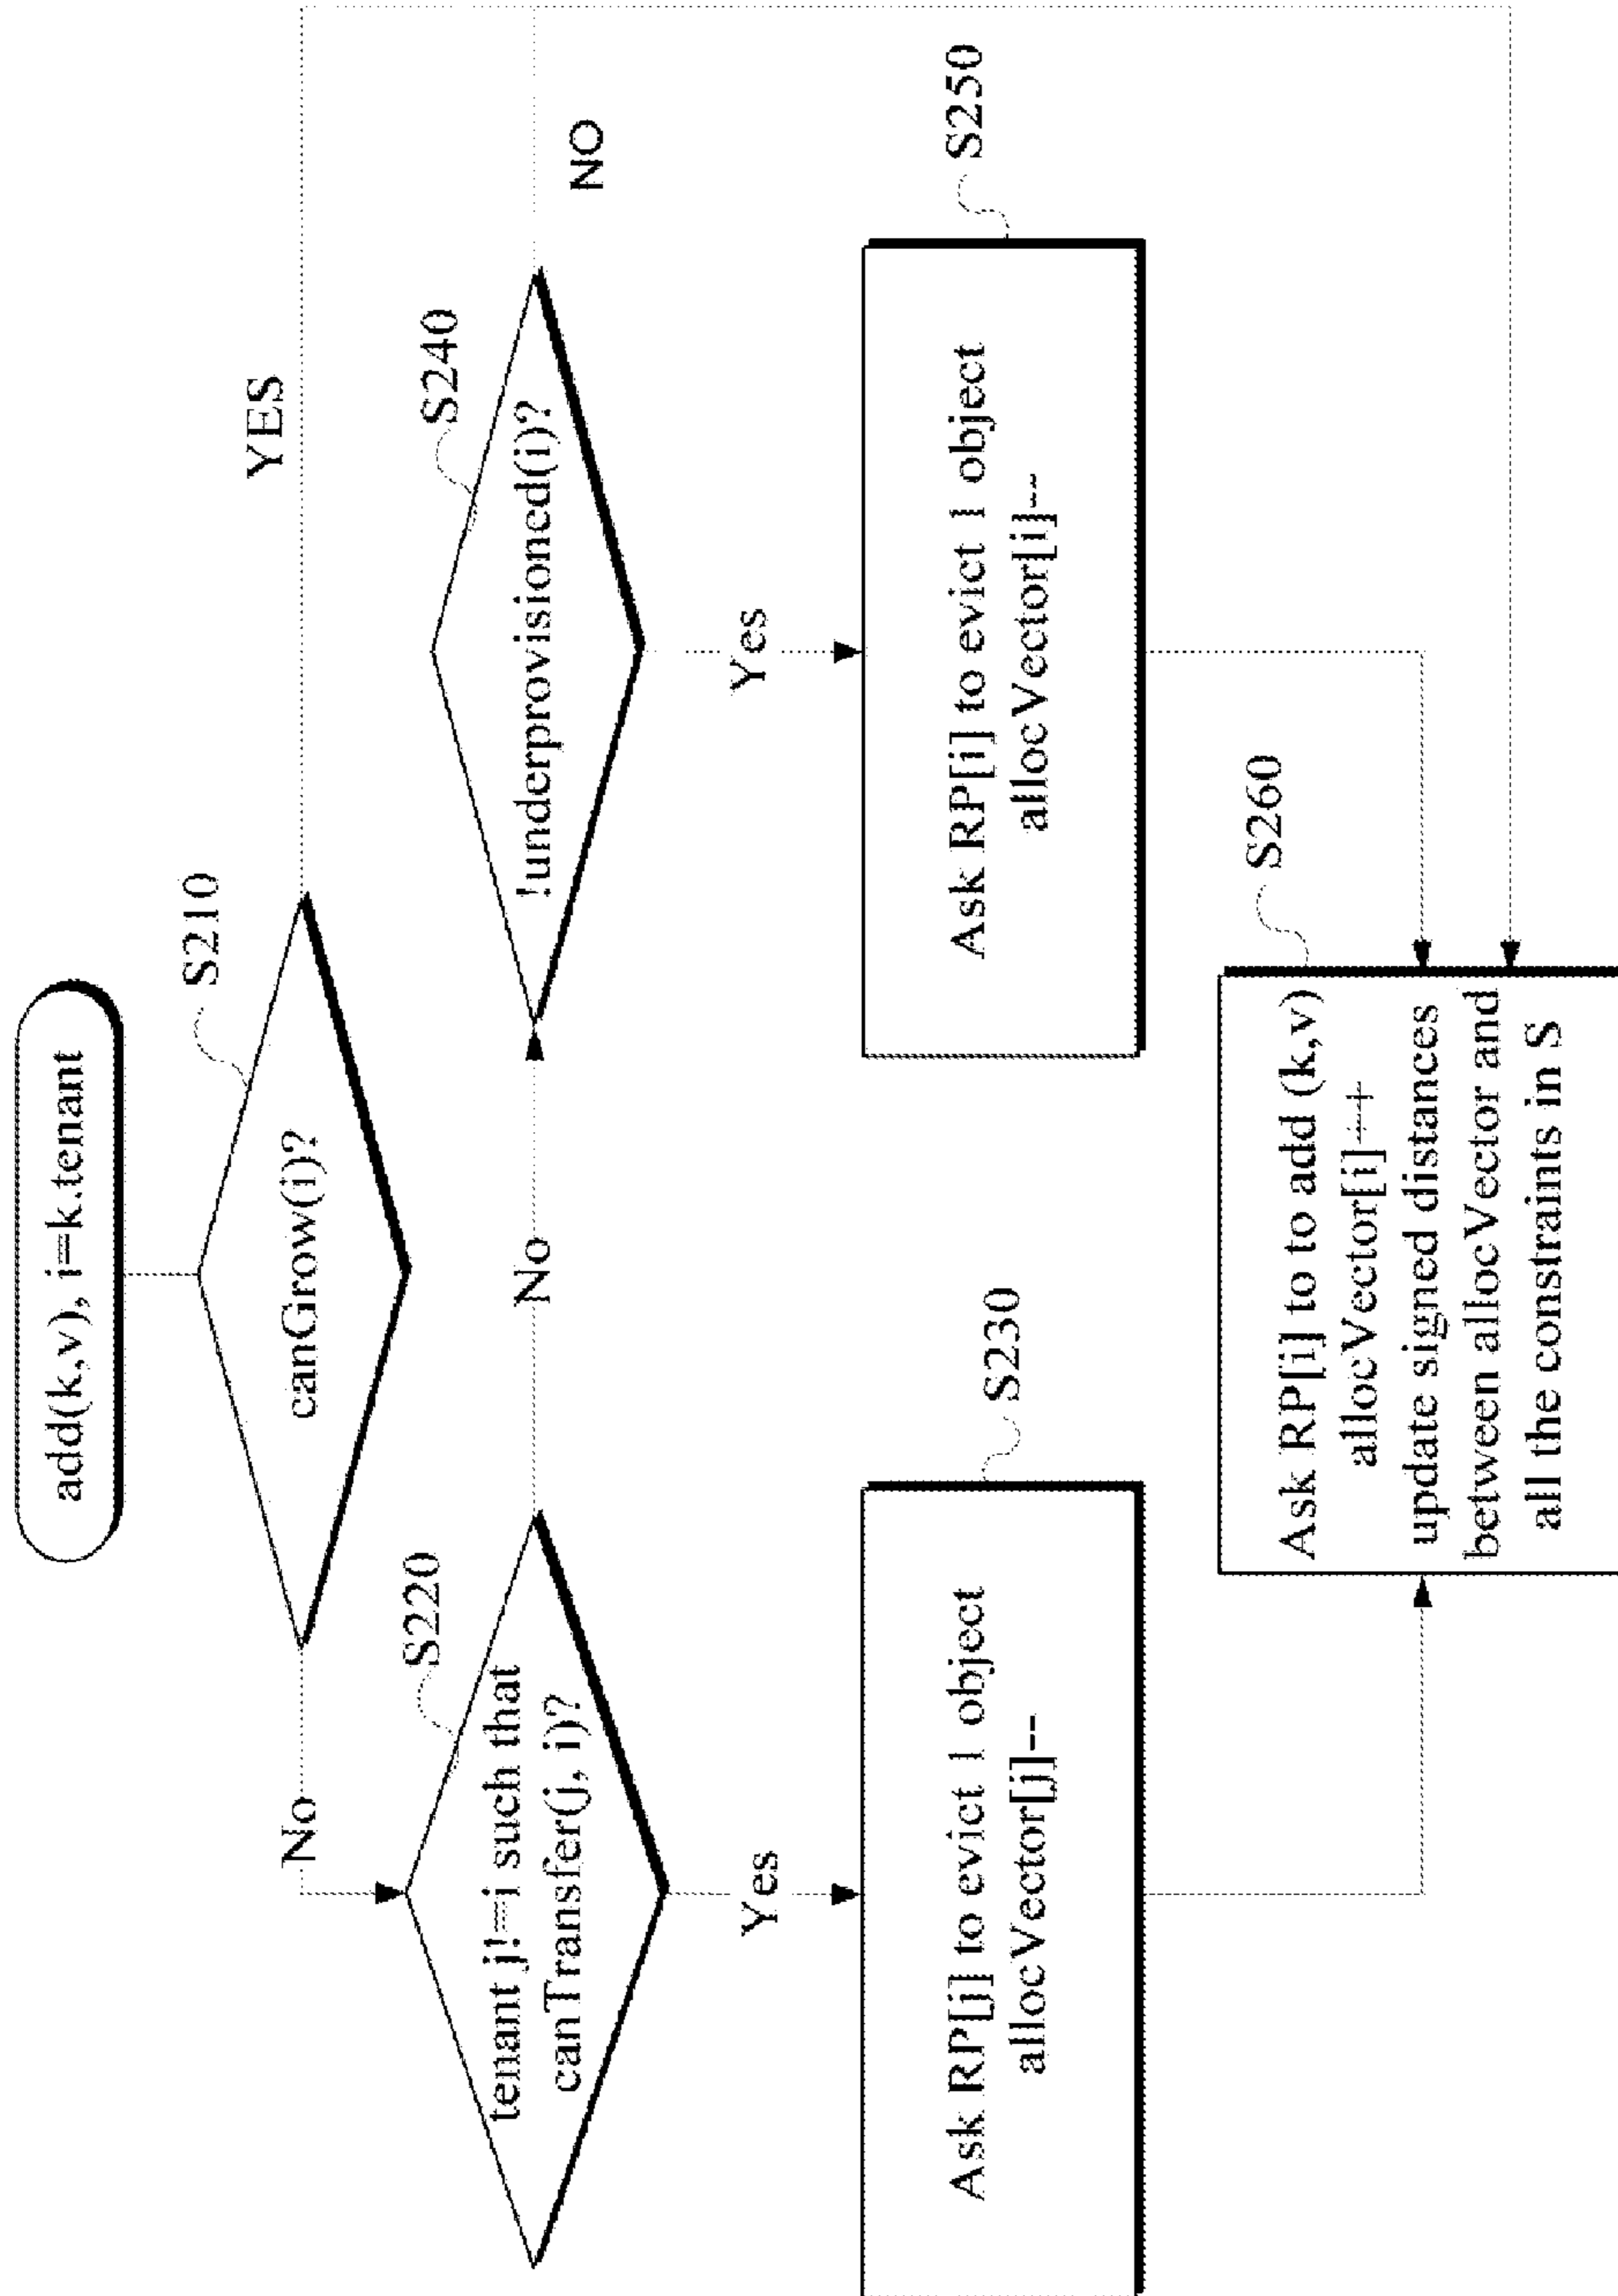 add(k,v), i=k.tenant
S210
canGrow(i)?
YES
No
S220
tenant j!=i such that
canTransfer(j, i)?
No
S240
!underprovisioned(i)?
NO
Yes
Yes
S230
Ask RP[j] to evict 1 object
allocVector[j]--
S250
Ask RP[i] to evict 1 object
allocVector[i]--
S260
Ask RP[i] to to add (k,v)
allocVector[i]++
update signed distances
between allocVector and
all the constraints in S